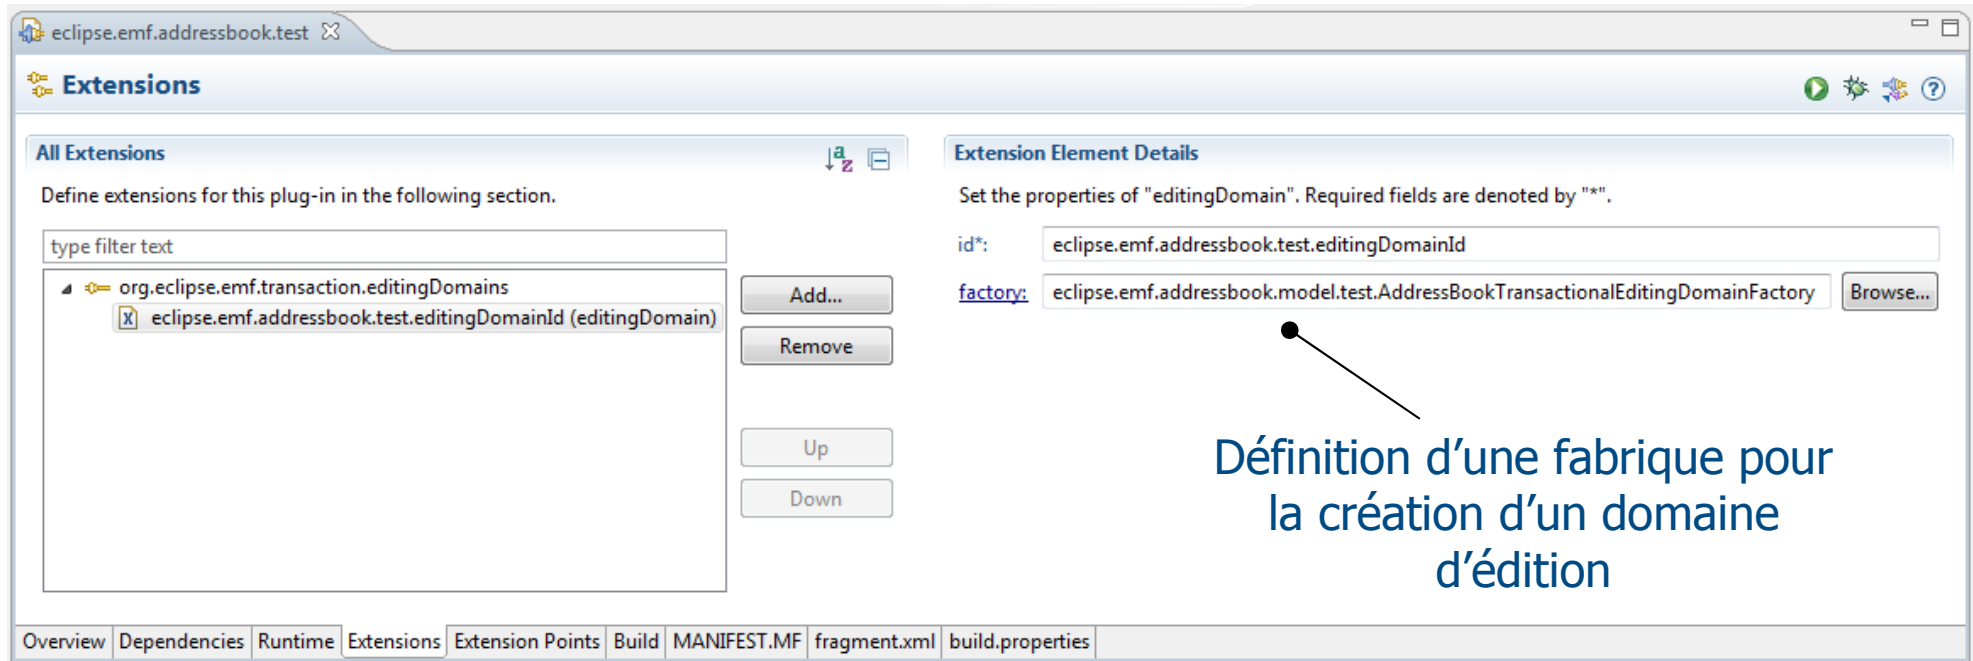 eclipse.emf.addressbook.test
Extensions
All Extensions
Define extensions for this plug-in in the following section.
type filter text
org.eclipse.emf.transaction.editingDomains
eclipse.emf.addressbook.test.editingDomainId (editingDomain)
Add...
Remove
Up
Down
Extension Element Details
Set the properties of "editingDomain". Required fields are denoted by "*".
id*: eclipse.emf.addressbook.test.editingDomainId
factory: eclipse.emf.addressbook.model.test.AddressBookTransactionalEditingDomainFactory Browse...
Définition d’une fabrique pour
la création d’un domaine
d’édition
Overview Dependencies Runtime Extensions Extension Points Build MANIFEST.MF fragment.xml build.properties